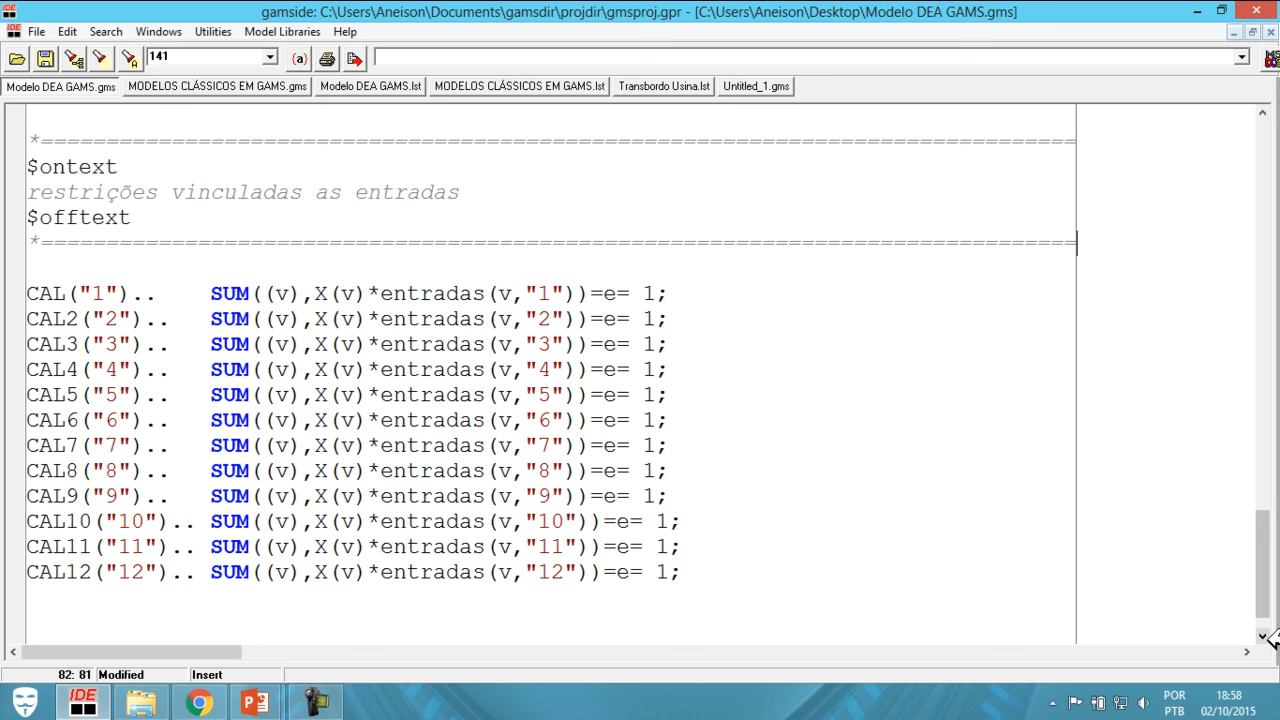 gamside: C:\Users\Aneison\Documents\gamsdir\projdir\gmsproj.gpr - [C:\Users\Aneison\Desktop\Modelo DEA GAMS.gms]
IDE File Edit Search Windows Utilities Model Libraries Help
141 {a}
Modelo DEA GAMS.gms MODELOS CLÁSSICOS EM GAMS.gms Modelo DEA GAMS.lst MODELOS CLÁSSICOS EM GAMS.lst Transbordo Usina.lst Untitled_1.gms
*================================================================================
$ontext
restrições vinculadas as entradas
$offtext
*================================================================================
CAL("1").. SUM((v),X(v)*entradas(v,"1"))=e= 1;
CAL2("2").. SUM((v),X(v)*entradas(v,"2"))=e= 1;
CAL3("3").. SUM((v),X(v)*entradas(v,"3"))=e= 1;
CAL4("4").. SUM((v),X(v)*entradas(v,"4"))=e= 1;
CAL5("5").. SUM((v),X(v)*entradas(v,"5"))=e= 1;
CAL6("6").. SUM((v),X(v)*entradas(v,"6"))=e= 1;
CAL7("7").. SUM((v),X(v)*entradas(v,"7"))=e= 1;
CAL8("8").. SUM((v),X(v)*entradas(v,"8"))=e= 1;
CAL9("9").. SUM((v),X(v)*entradas(v,"9"))=e= 1;
CAL10("10").. SUM((v),X(v)*entradas(v,"10"))=e= 1;
CAL11("11").. SUM((v),X(v)*entradas(v,"11"))=e= 1;
CAL12("12").. SUM((v),X(v)*entradas(v,"12"))=e= 1;
82: 81 Modified Insert
IDE POR 18:58
PTB 02/10/2015